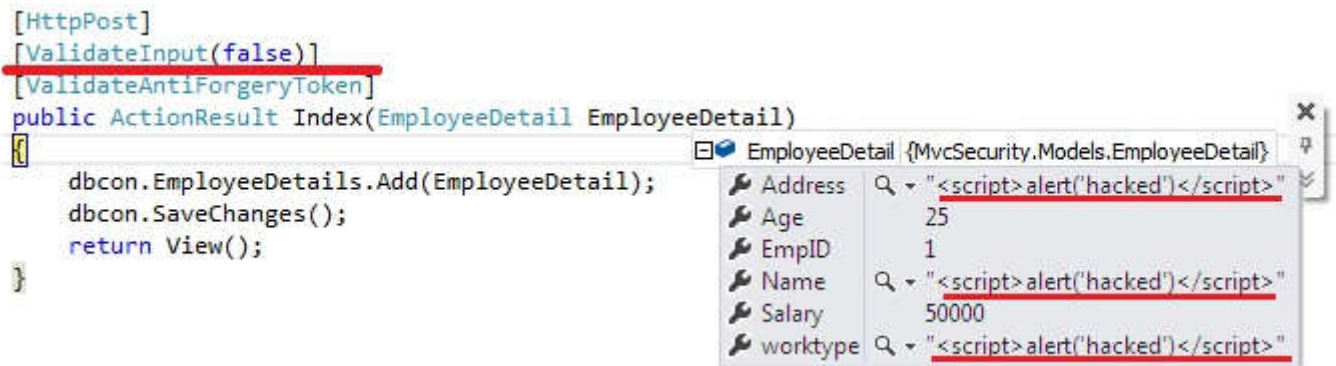 [HttpPost]
[ValidateInput(false)]
[ValidateAntiForgeryToken]
public ActionResult Index(EmployeeDetail EmployeeDetail)
{
EmployeeDetail {MvcSecurity.Models.EmployeeDetail}
dbcon.EmployeeDetails.Add(EmployeeDetail);
dbcon.SaveChanges();
return View();
}
Address "<script>alert('hacked')</script>"
Age 25
EmpID 1
Name "<script>alert('hacked')</script>"
Salary 50000
worktype "<script>alert('hacked')</script>"